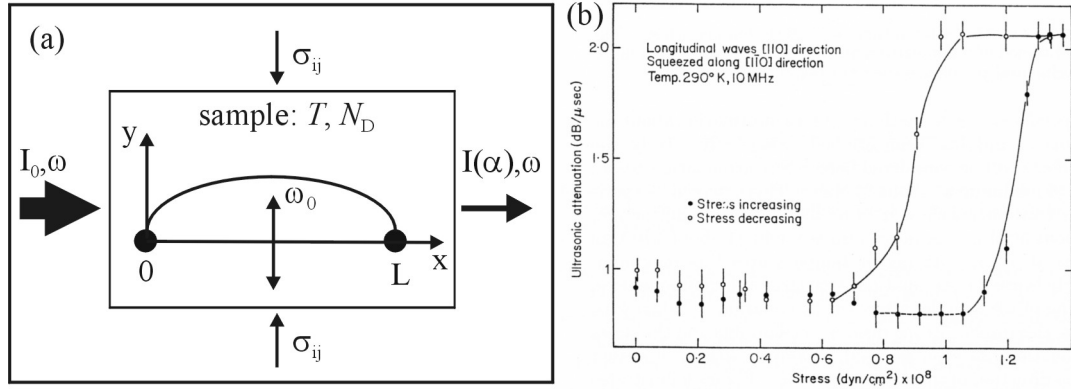 (a)
σij
sample: T, ND
y
I0,ω
I(α),ω
ω0
0
L
x
σij
(b)
2·0
1·5
1
Ultrasonic attenuation (dB/μsec)
Longitudinal waves [110] direction
Squeezed along [1̄10] direction
Temp. 290° K, 10 MHz
Stress increasing
Stress decreasing
0
0·2
0·4
0·6
0·8
1
1·2
Stress (dyn/cm²) × 10⁸